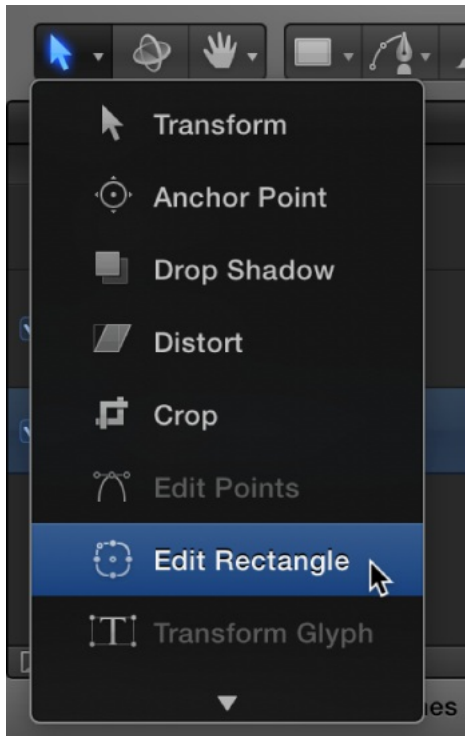 Transform
Anchor Point
Drop Shadow
Distort
Crop
Edit Points
Edit Rectangle
Transform Glyph